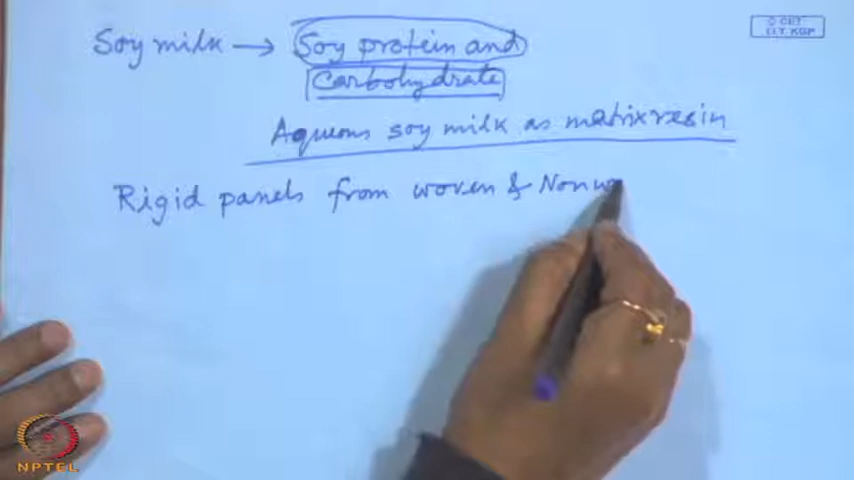 © CET
I.I.T. KGP
Soy milk → Soy protein and
Carbohydrate
Aqueous soy milk as matrix resin
Rigid panels from woven & Nonw
NPTEL